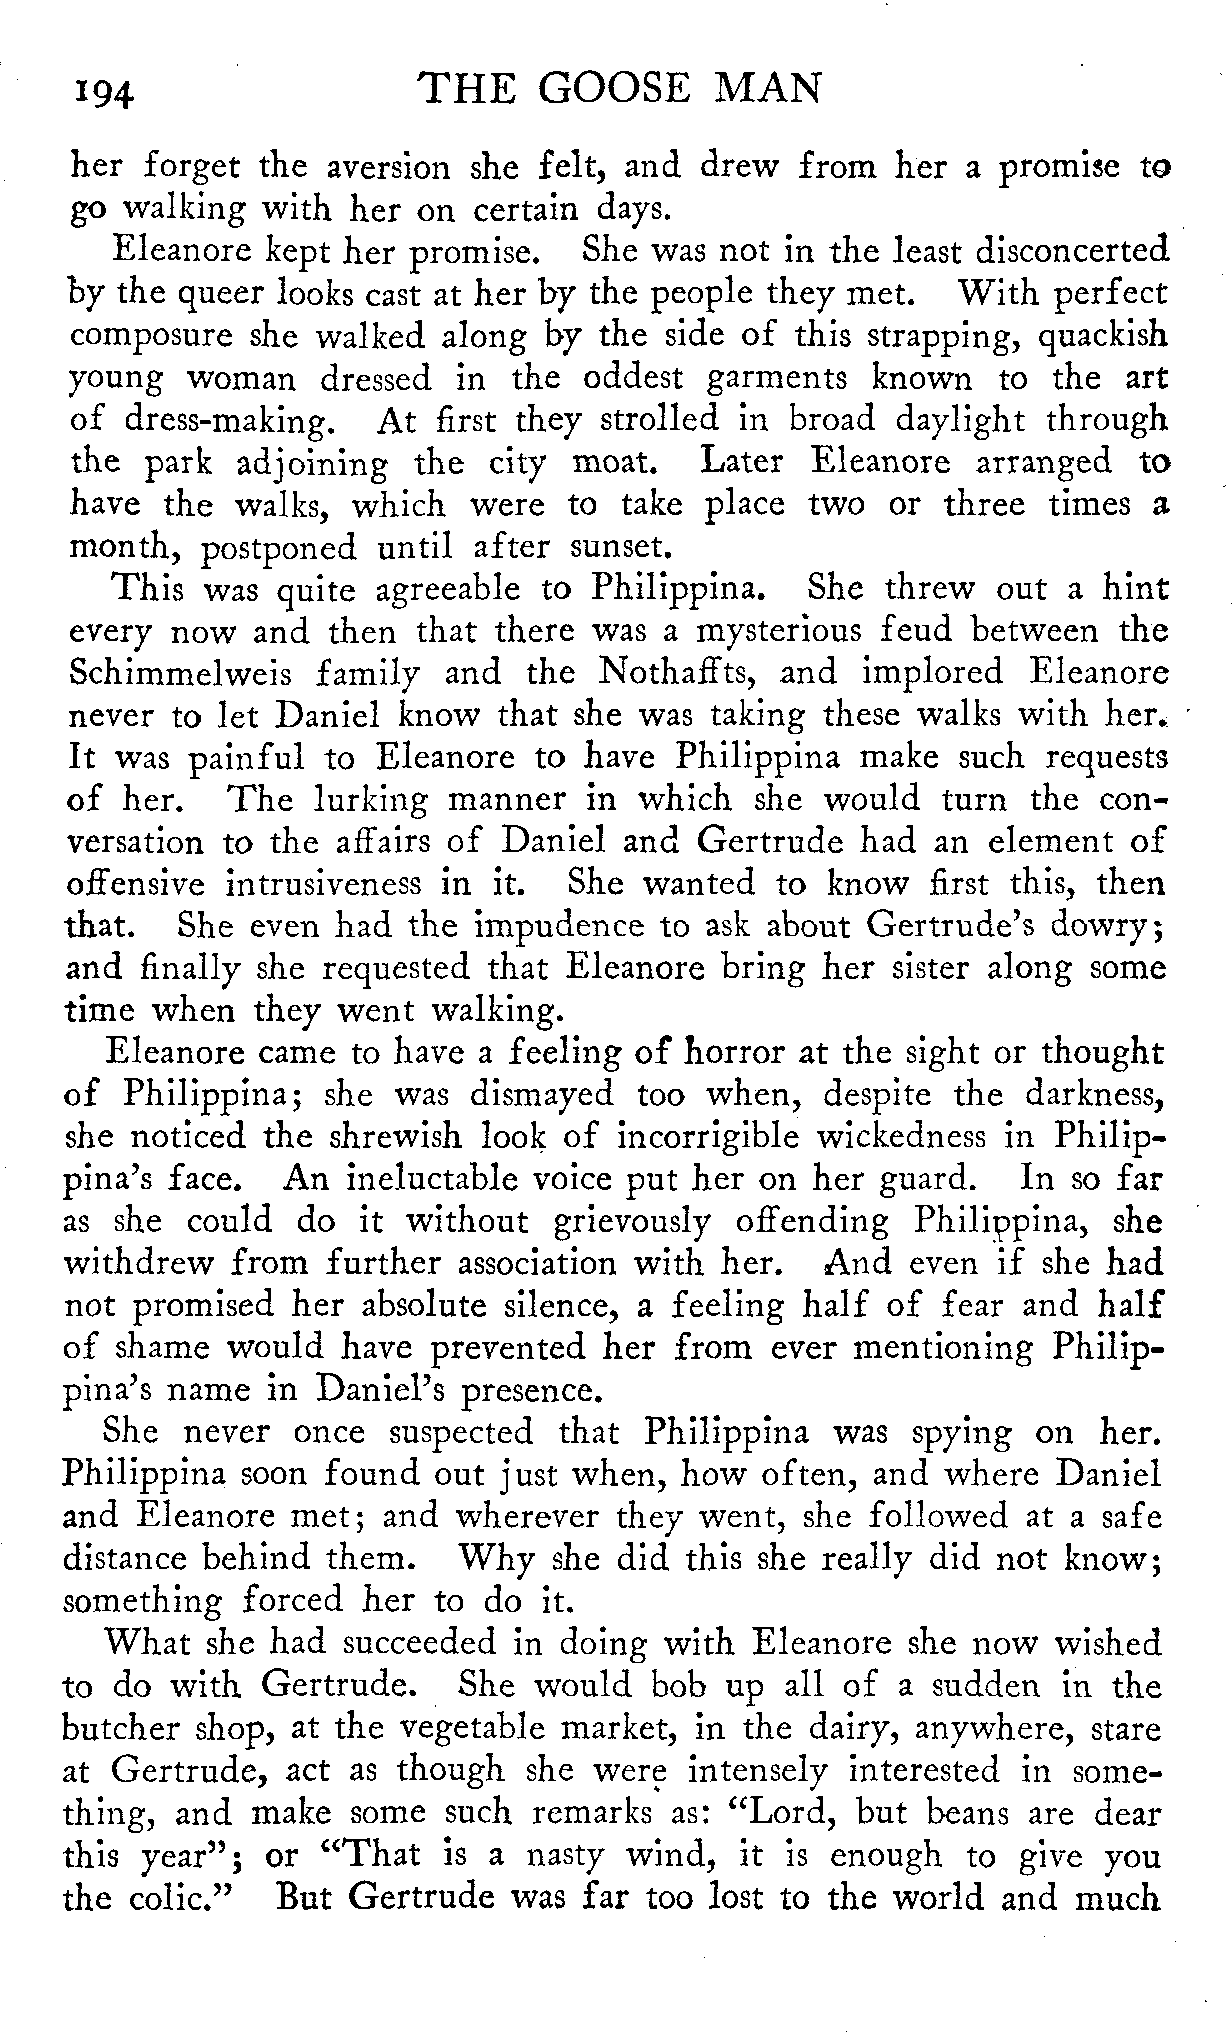 194 THE GOOSE MAN
her forget the aversion she felt, and drew from her a promise to
go walking with her on certain days.
Eleanore kept her promise. She was not in the least disconcerted
by the queer looks cast at her by the people they met. With perfect
composure she walked along by the side of this strapping, quackish
young woman dressed in the oddest garments known to the art
of dress-making. At first they strolled in broad daylight through
the park adjoining the city moat. Later Eleanore arranged to
have the walks, which were to take place two or three times a
month, postponed until after sunset.
This was quite agreeable to Philippina. She threw out a hint
every now and then that there was a mysterious feud between the
Schimmelweis family and the Nothaffts, and implored Eleanore
never to let Daniel know that she was taking these walks with her.
It was painful to Eleanore to have Philippina make such requests
of her. The lurking manner in which she would turn the con-
versation to the affairs of Daniel and Gertrude had an element of
offensive intrusiveness in it. She wanted to know first this, then
that. She even had the impudence to ask about Gertrude's dowry;
and finally she requested that Eleanore bring her sister along some
time when they went walking.
Eleanore came to have a feeling of horror at the sight or thought
of Philippina; she was dismayed too when, despite the darkness,
she noticed the shrewish look of incorrigible wickedness in Philip-
pina's face. An ineluctable voice put her on her guard. In so far
as she could do it without grievously offending Philippina, she
withdrew from further association with her. And even if she had
not promised her absolute silence, a feeling half of fear and half
of shame would have prevented her from ever mentioning Philip-
pina's name in Daniel's presence.
She never once suspected that Philippina was spying on her.
Philippina soon found out just when, how often, and where Daniel
and Eleanore met; and wherever they went, she followed at a safe
distance behind them. Why she did this she really did not know;
something forced her to do it.
What she had succeeded in doing with Eleanore she now wished
to do with Gertrude. She would bob up all of a sudden in the
butcher shop, at the vegetable market, in the dairy, anywhere, stare
at Gertrude, act as though she were intensely interested in some-
thing, and make some such remarks as: "Lord, but beans are dear
this year"; or "That is a nasty wind, it is enough to give you
the colic." But Gertrude was far too lost to the world and much